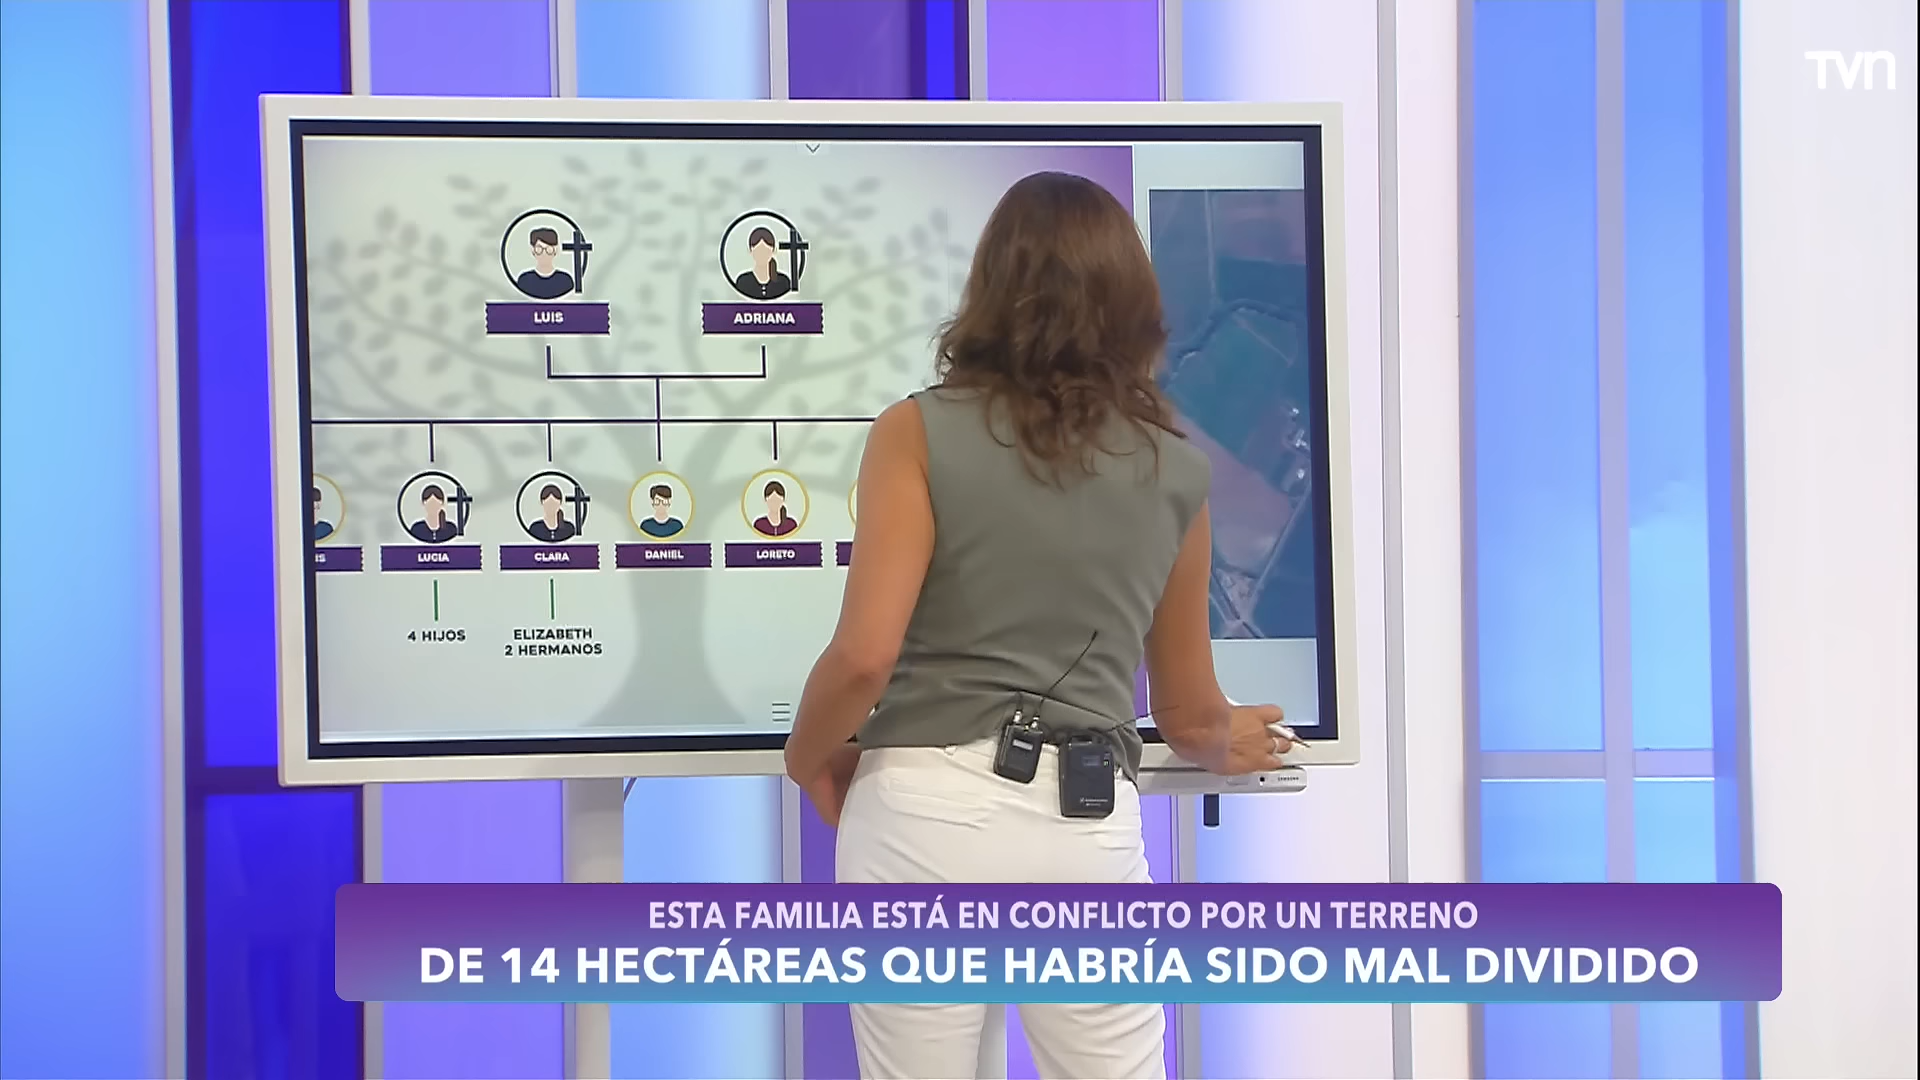 TVN
LUIS
ADRIANA
LUCIA
CLARA
DANIEL
LORETO
4 HIJOS
ELIZABETH
2 HERMANOS
SAMSUNG
ESTA FAMILIA ESTÁ EN CONFLICTO POR UN TERRENO
DE 14 HECTÁREAS QUE HABRÍA SIDO MAL DIVIDIDO